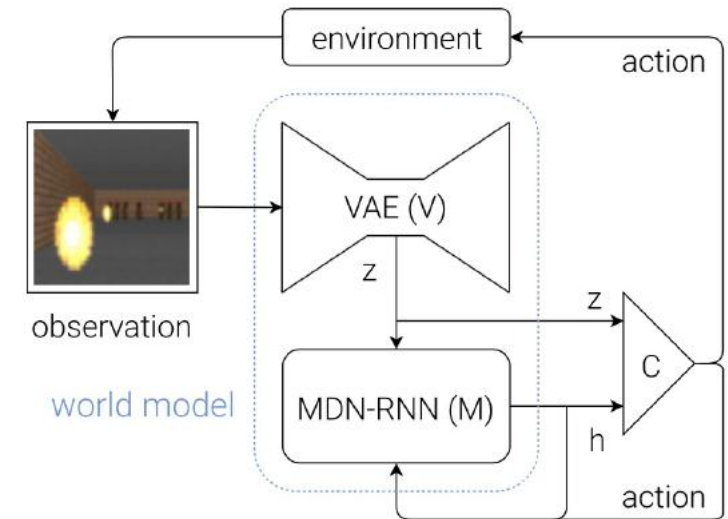 environment
action
VAE (V)
z
z
observation
C
world model
MDN-RNN (M)
h
action